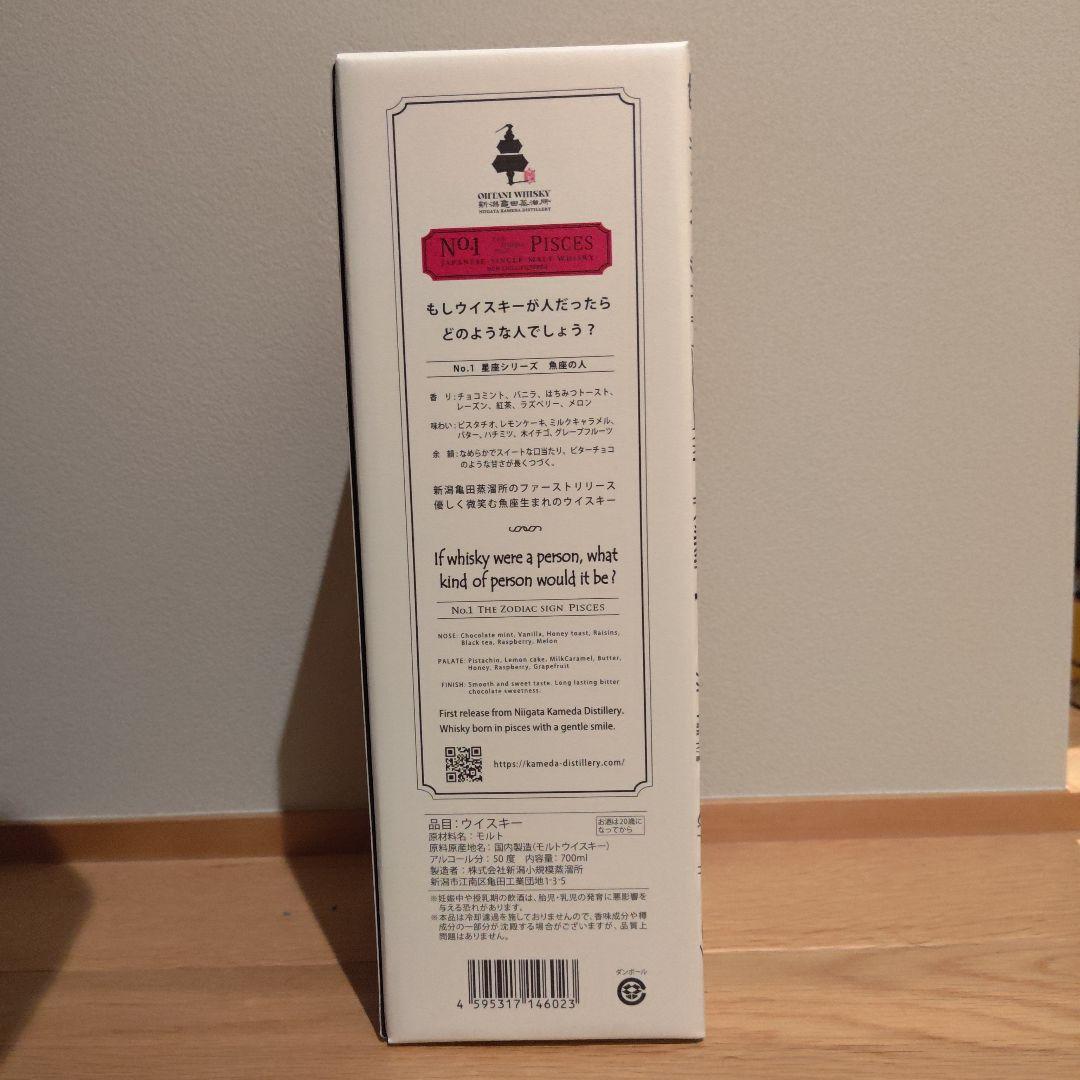 OHTANI WHISKY
新潟亀田蒸溜所
NIIGATA KAMEDA DISTILLERY
No.1 PISCES
JAPANESE SINGLE MALT WHISKY
NON CHILL FILTERED
もしウイスキーが人だったら
どのような人でしょう？
No.1 星座シリーズ 魚座の人
香 り：チョコミント、バニラ、はちみつトースト、
レーズン、紅茶、ラズベリー、メロン
味わい：ピスタチオ、レモンケーキ、ミルクキャラメル、
バター、ハチミツ、木イチゴ、グレープフルーツ
余 韻：なめらかでスイートな口当たり、ビターチョコ
のような甘さが長くつづく。
新潟亀田蒸溜所のファーストリリース
優しく微笑む魚座生まれのウイスキー
If whisky were a person, what
kind of person would it be?
No.1 THE ZODIAC SIGN PISCES
NOSE: Chocolate mint, Vanilla, Honey toast, Raisins,
Black tea, Raspberry, Melon
PALATE: Pistachio, Lemon cake, MilkCaramel, Butter,
Honey, Raspberry, Grapefruit
FINISH: Smooth and sweet taste. Long lasting bitter
chocolate sweetness.
First release from Niigata Kameda Distillery.
Whisky born in pisces with a gentle smile.
https://kameda-distillery.com/
品目：ウイスキー
お酒は20歳に
なってから
原材料名：モルト
原料原産地名：国内製造(モルトウイスキー)
アルコール分：50度 内容量：700ml
製造者：株式会社新潟小規模蒸溜所
新潟市江南区亀田工業団地1-3-5
※妊娠中や授乳期の飲酒は、胎児・乳児の発育に悪影響を
与える恐れがあります。
※本品は冷却濾過を施しておりませんので、香味成分や樽
成分の一部分が沈殿する場合がございますが、品質上
問題はありません。
4 595317 146023
ダンボール